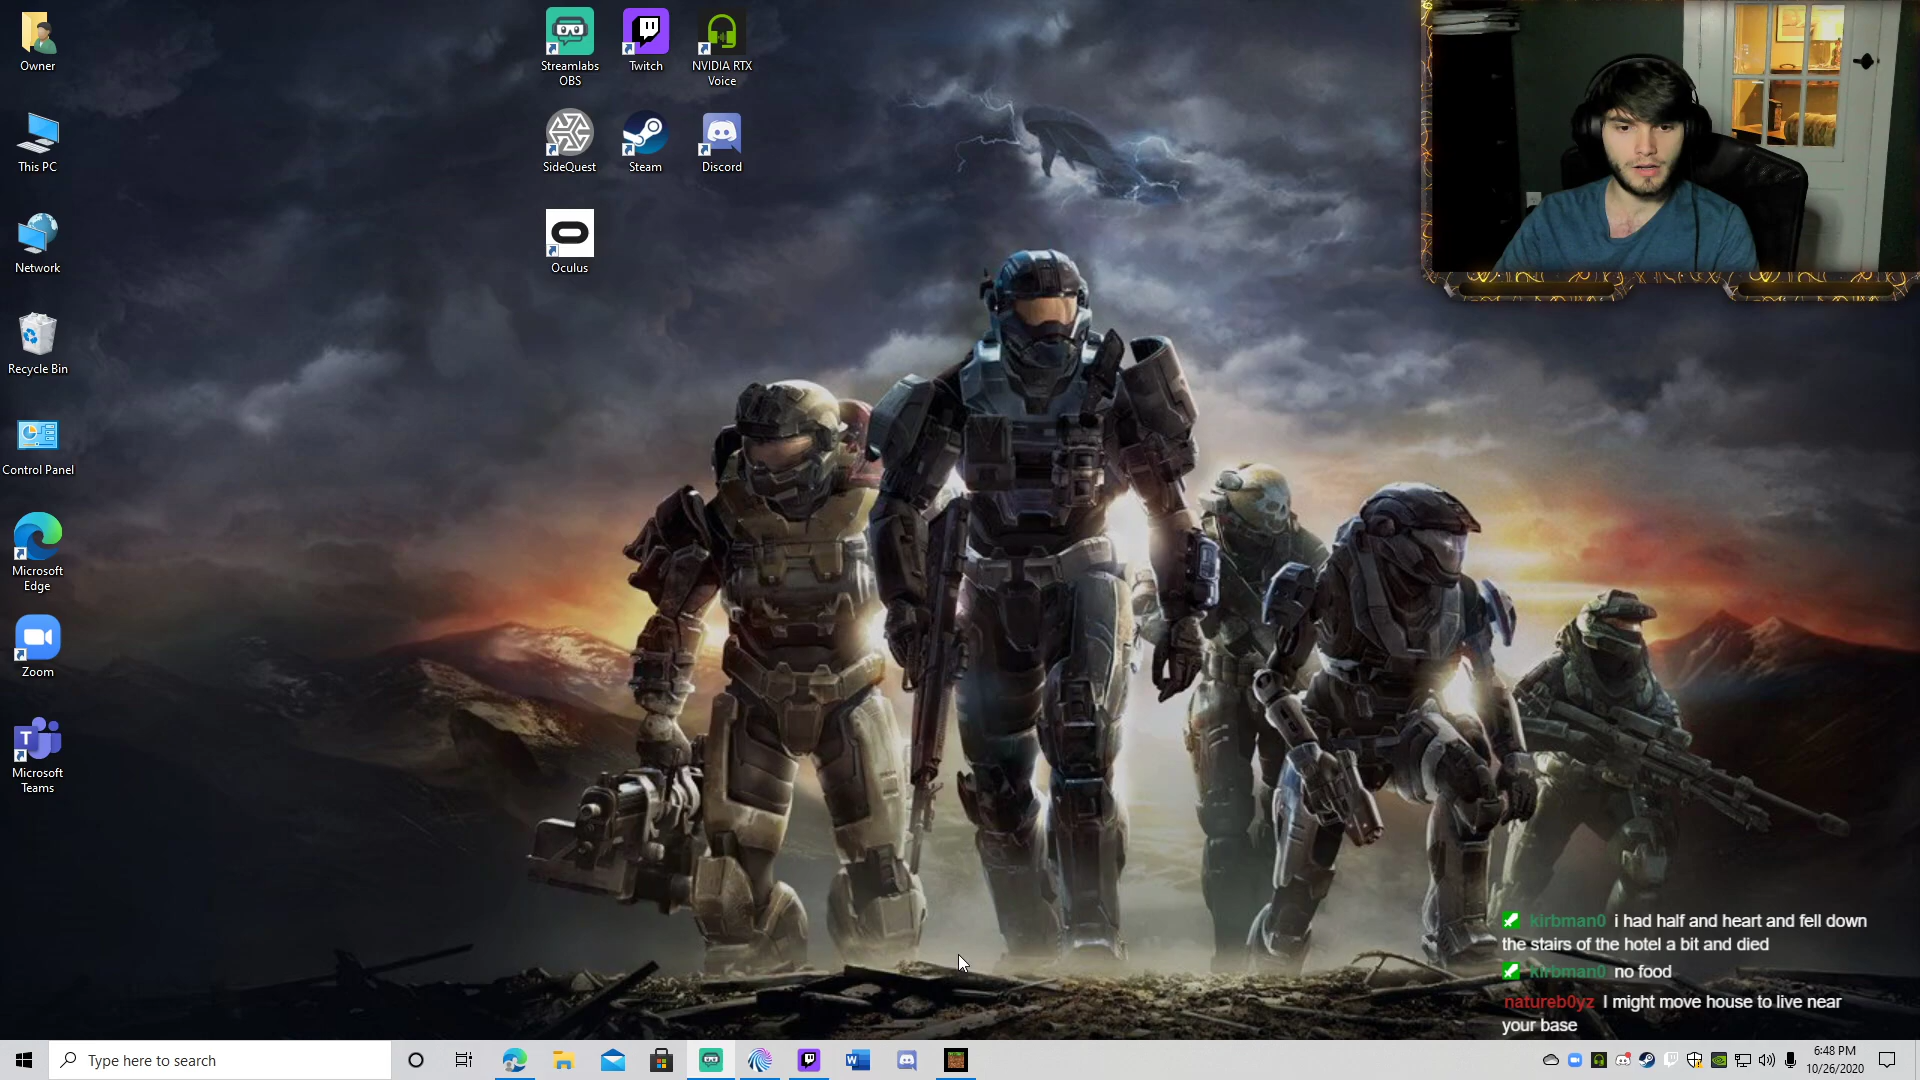 Owner
This PC
Network
Recycle Bin
Control Panel
Microsoft
Edge
Zoom
T
Microsoft
Teams
Streamlabs
OBS
Twitch
NVIDIA RTX
Voice
SideQuest
Steam
Discord
Oculus
kirbman0 i had half and heart and fell down
the stairs of the hotel a bit and died
kirbman0 no food
natureb0yz I might move house to live near
your base
Type here to search
W
6:48 PM
10/26/2020